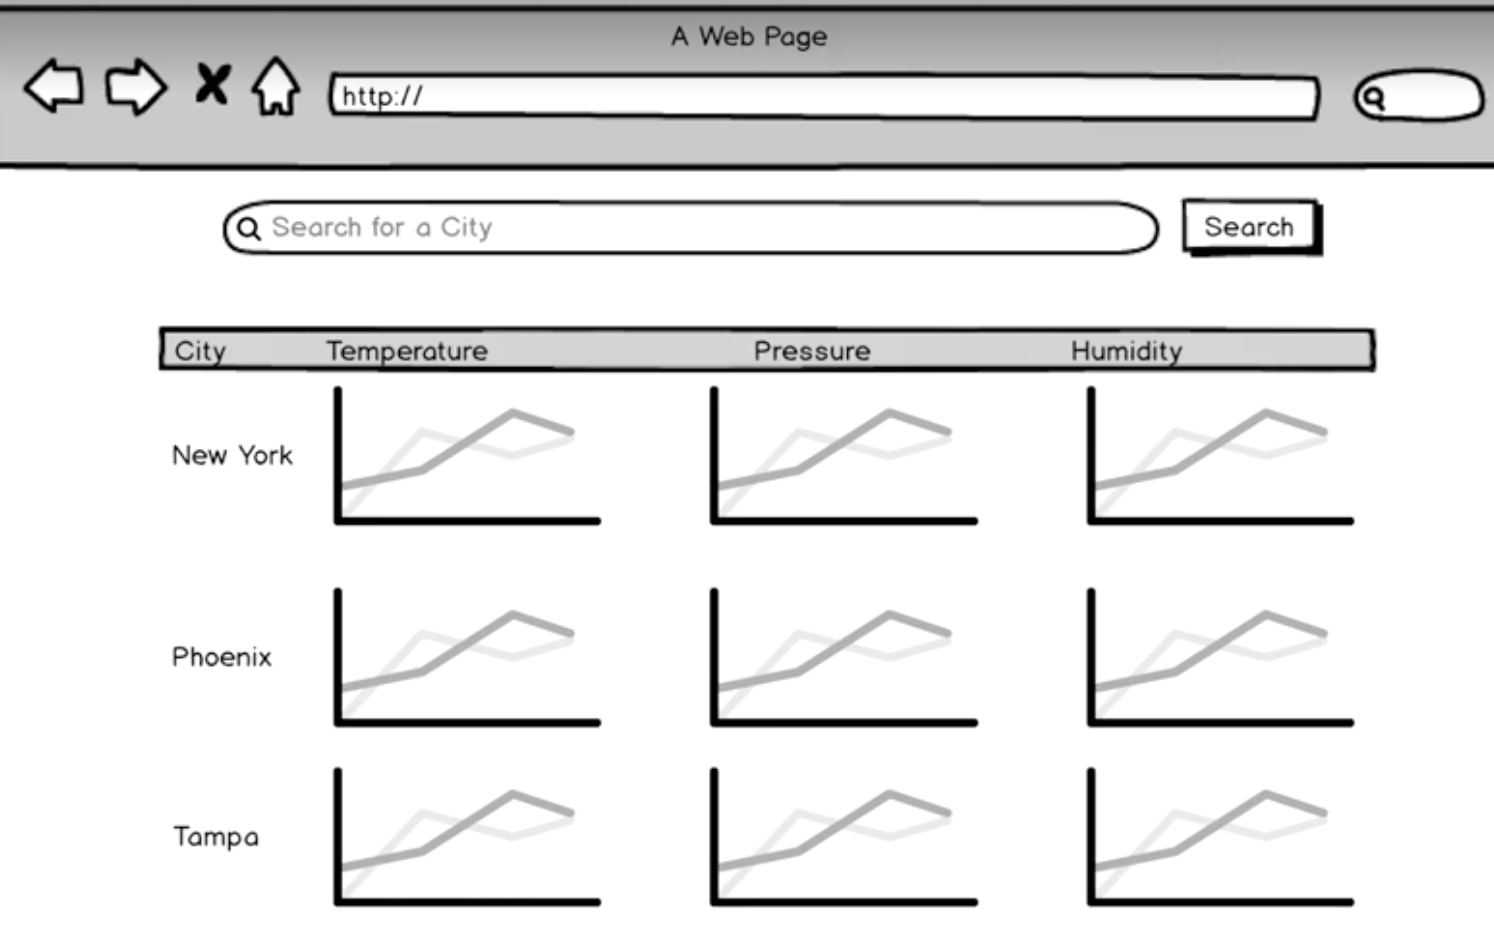 A Web Page
http://
Search for a City
Search
City Temperature Pressure Humidity
New York
Phoenix
Tampa